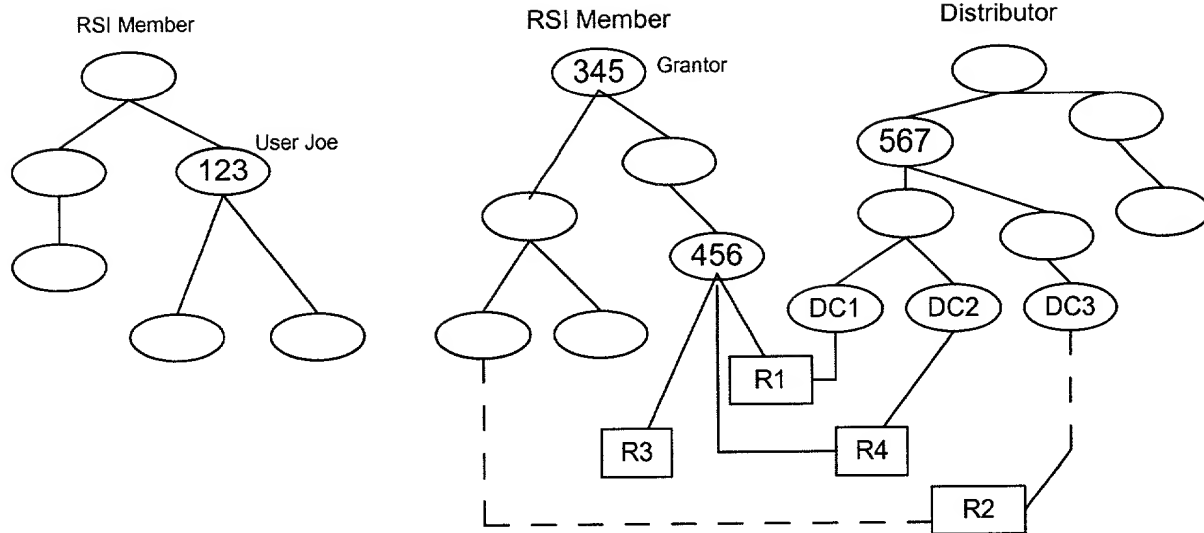 RSI Member
RSI Member
Distributor
345
Grantor
User Joe
123
567
456
DC1
DC2
DC3
R1
R3
R4
R2